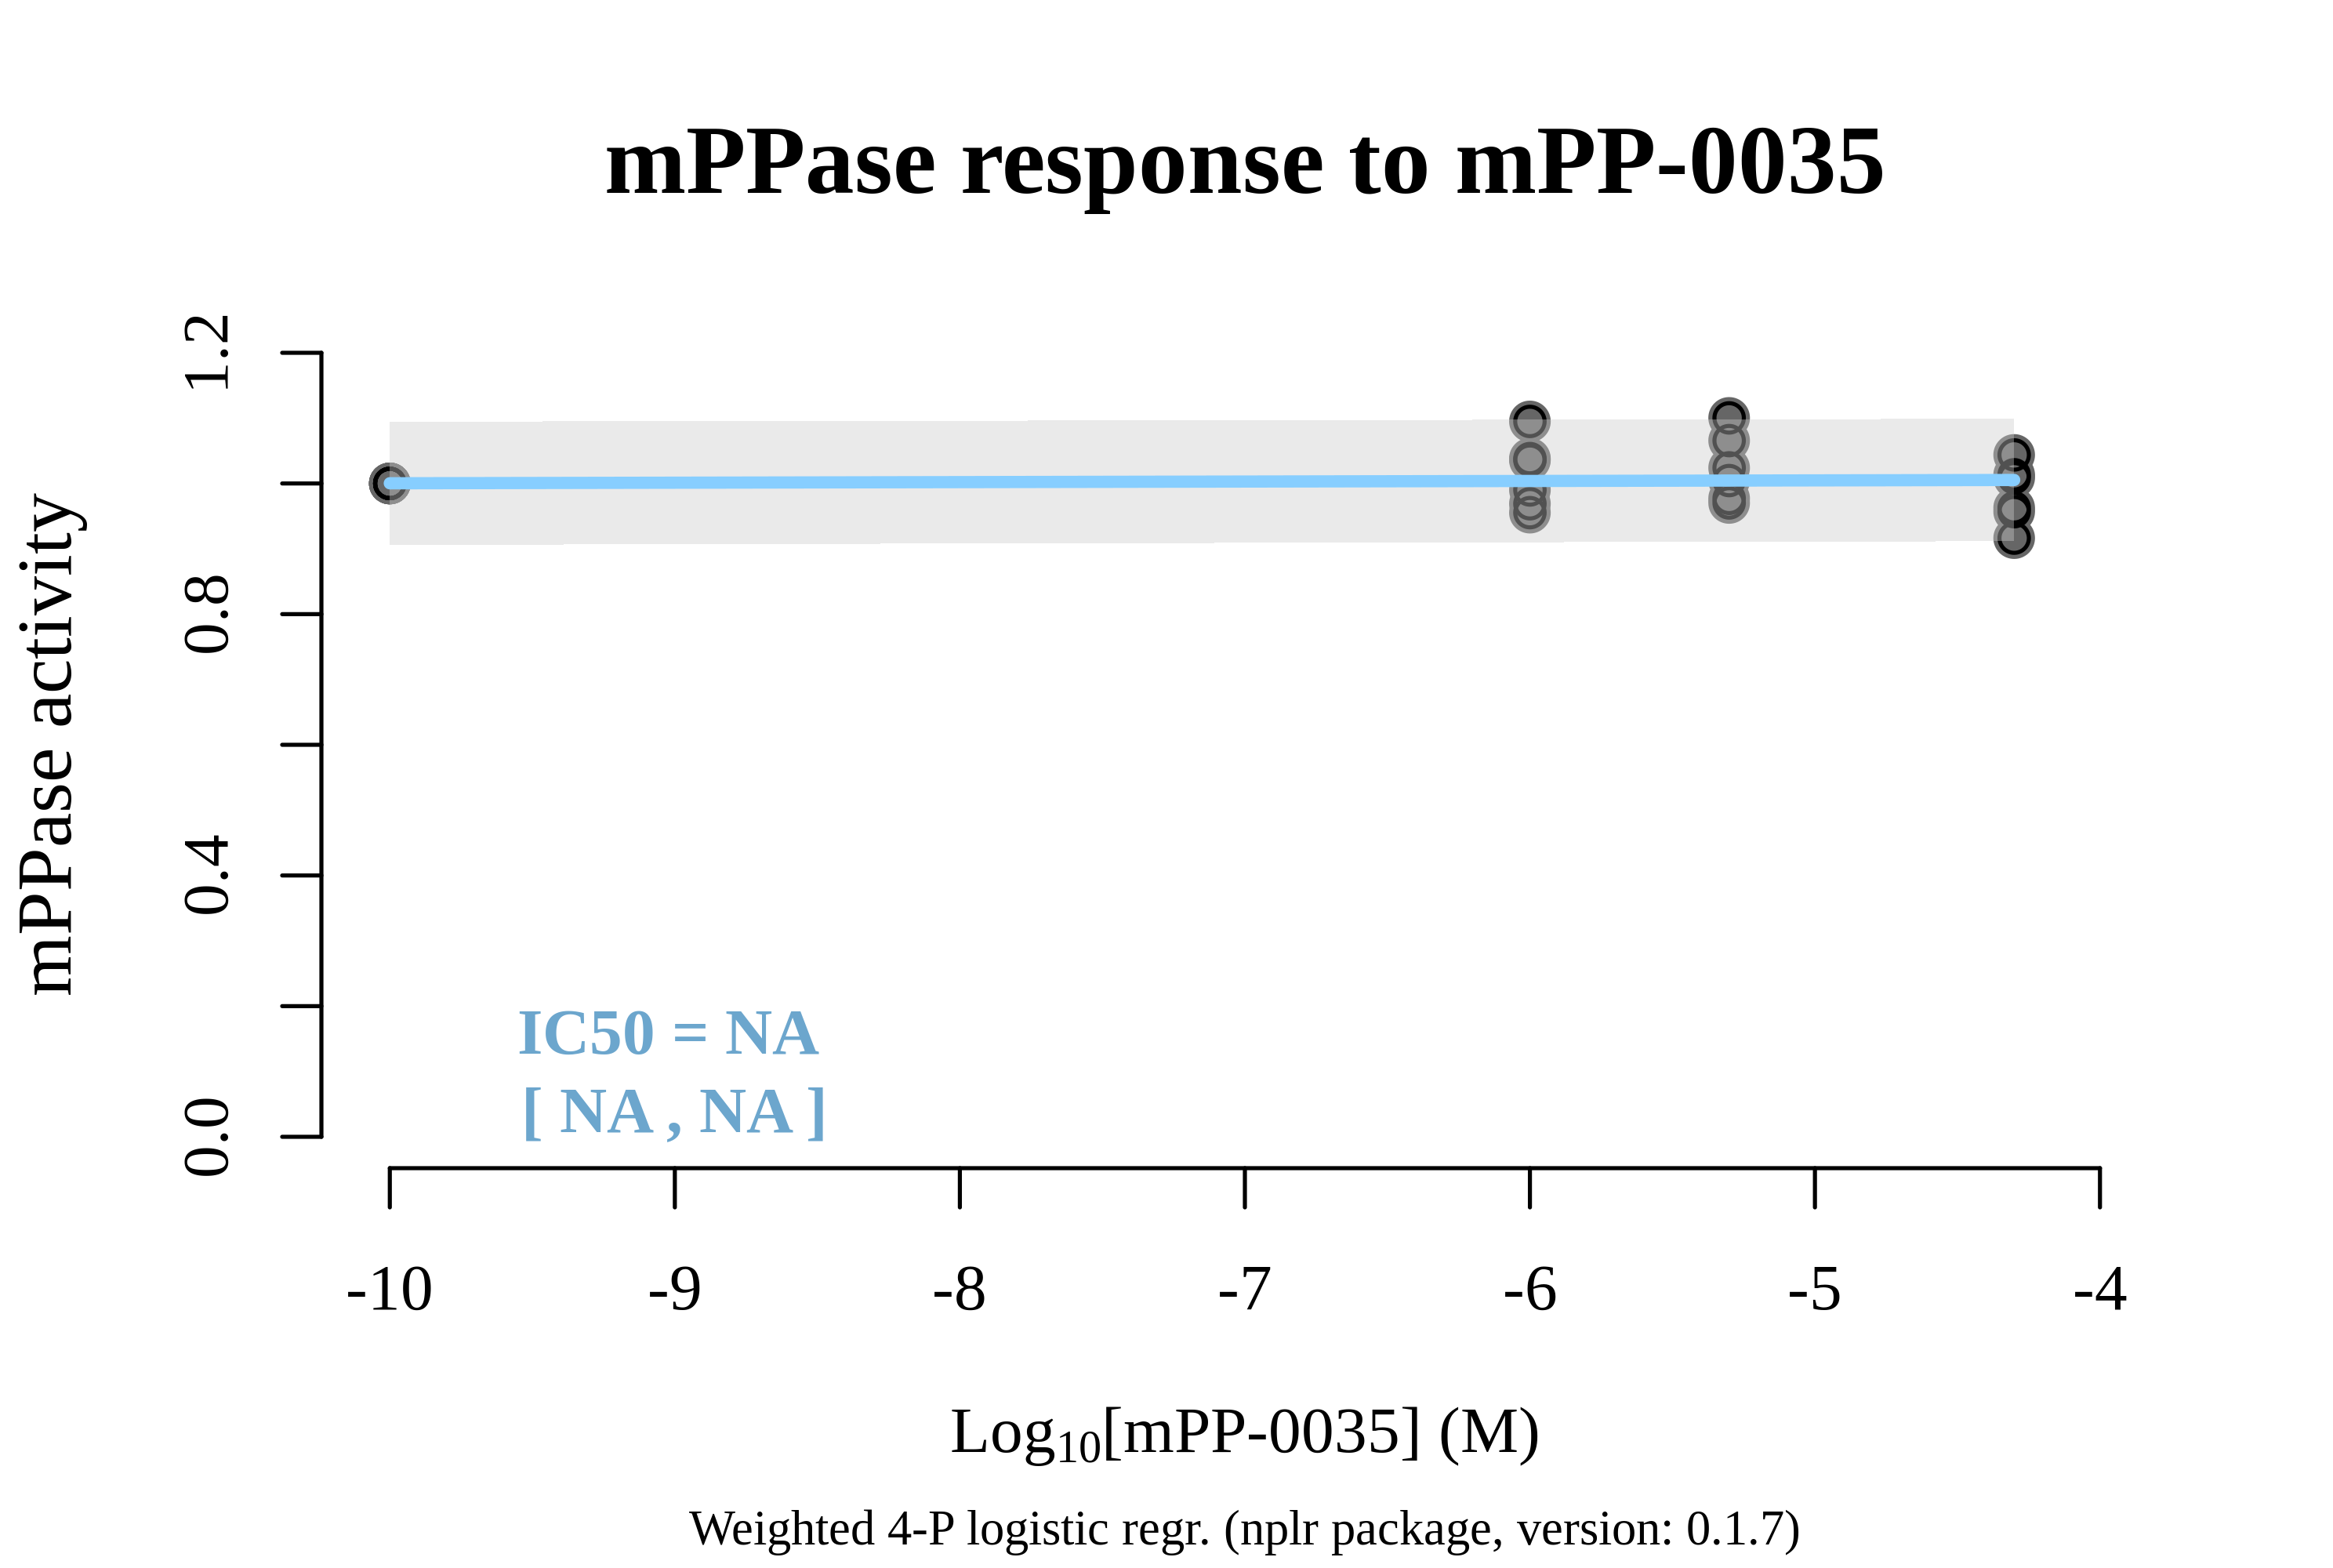 mPPase response to mPP-0035
mPPase activity
1.2
0.8
0.4
0.0
IC50 = NA
[ NA , NA ]
-10 -9 -8 -7 -6 -5 -4
Log10[mPP-0035] (M)
Weighted 4-P logistic regr. (nplr package, version: 0.1.7)